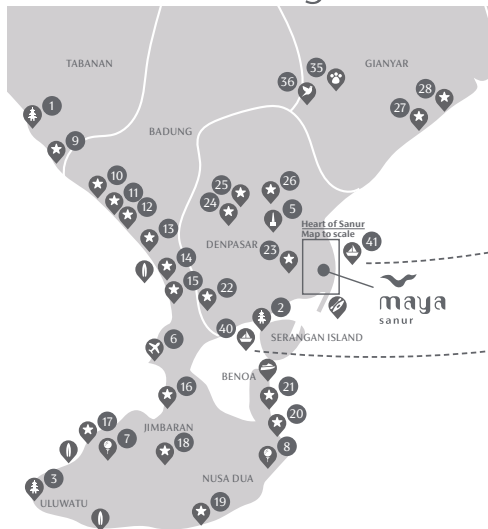 TABANAN
GIANYAR
35
36
28
27
1
BADUNG
9
10
11
12
25
26
24
5
13
Heart of Sanur
Map to scale
41
DENPASAR
23
14
15
22
maya
sanur
2
40
SERANGAN ISLAND
6
BENOA
16
21
20
17
7
JIMBARAN
18
8
3
NUSA DUA
ULUWATU
19